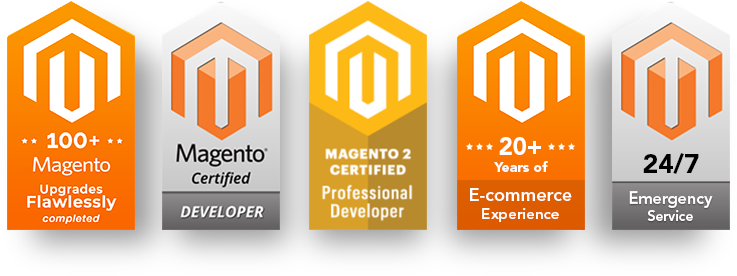 100+
Magento
Upgrades
Flawlessly
completed
Magento®
Certified
DEVELOPER
MAGENTO 2
CERTIFIED
Professional
Developer
20+
Years of
E-commerce
Experience
24/7
Emergency
Service